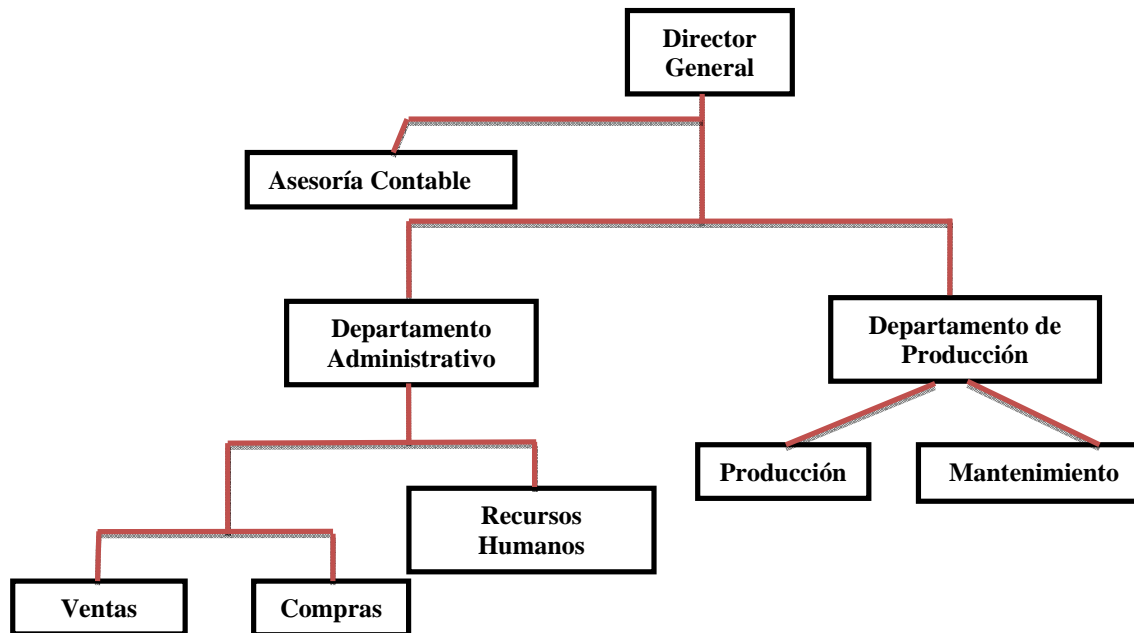 Director
General
Asesoría Contable
Departamento
Administrativo
Departamento de
Producción
Producción
Mantenimiento
Recursos
Humanos
Ventas
Compras